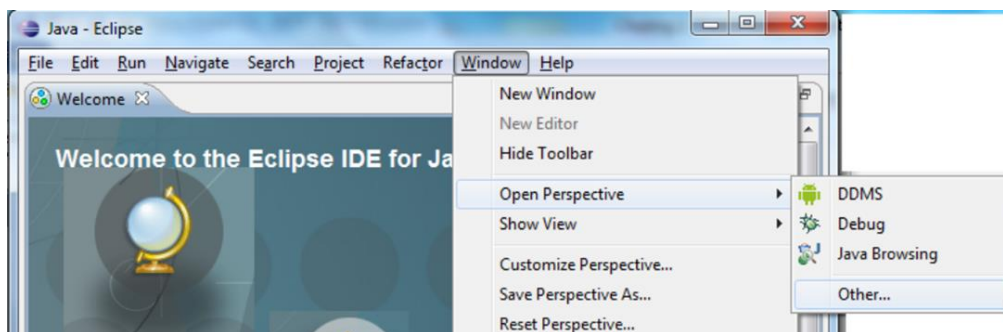 Java - Eclipse
File Edit Run Navigate Search Project Refactor Window Help
Welcome
Welcome to the Eclipse IDE for Ja
New Window
New Editor
Hide Toolbar
Open Perspective
Show View
Customize Perspective...
Save Perspective As...
Reset Perspective...
DDMS
Debug
Java Browsing
Other...